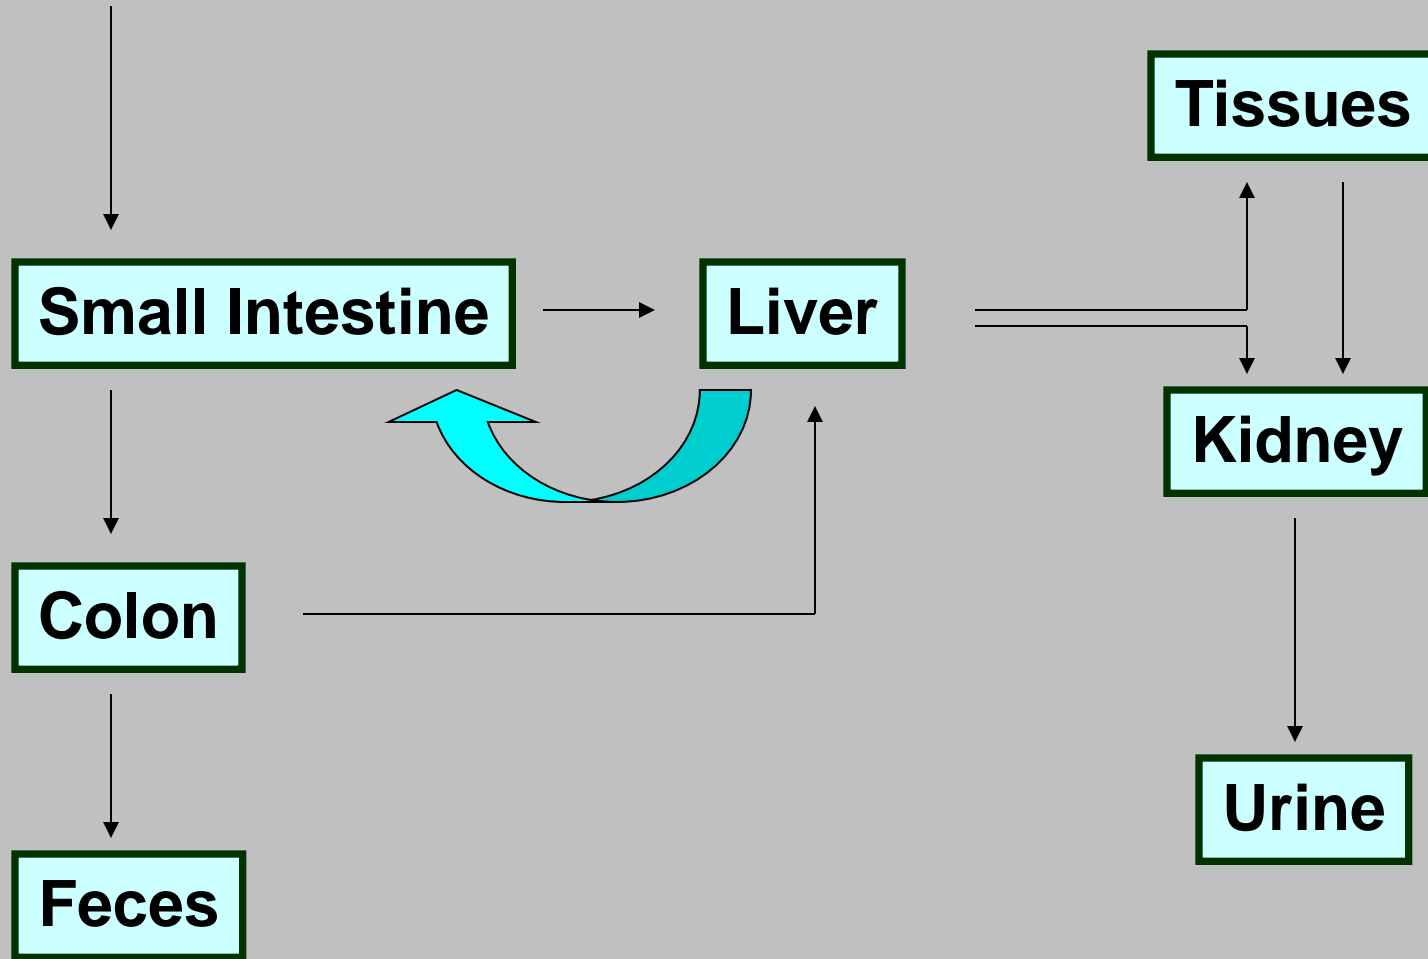 Tissues
Small Intestine
Liver
Kidney
Colon
Urine
Feces